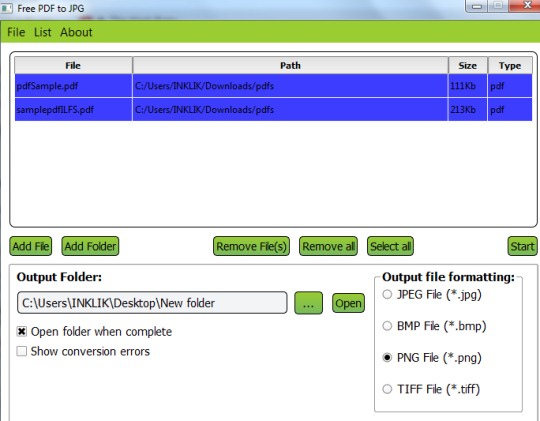 Free PDF to JPG
File List About
File Path Size Type
pdfSample.pdf C:/Users/INKLIK/Downloads/pdfs 111Kb pdf
samplepdfILFS.pdf C:/Users/INKLIK/Downloads/pdfs 213Kb pdf
Add File Add Folder Remove File(s) Remove all Select all Start
Output Folder:
C:\Users\INKLIK\Desktop\New folder ... Open
Open folder when complete
Show conversion errors
Output file formatting:
JPEG File (*.jpg)
BMP File (*.bmp)
PNG File (*.png)
TIFF File (*.tiff)